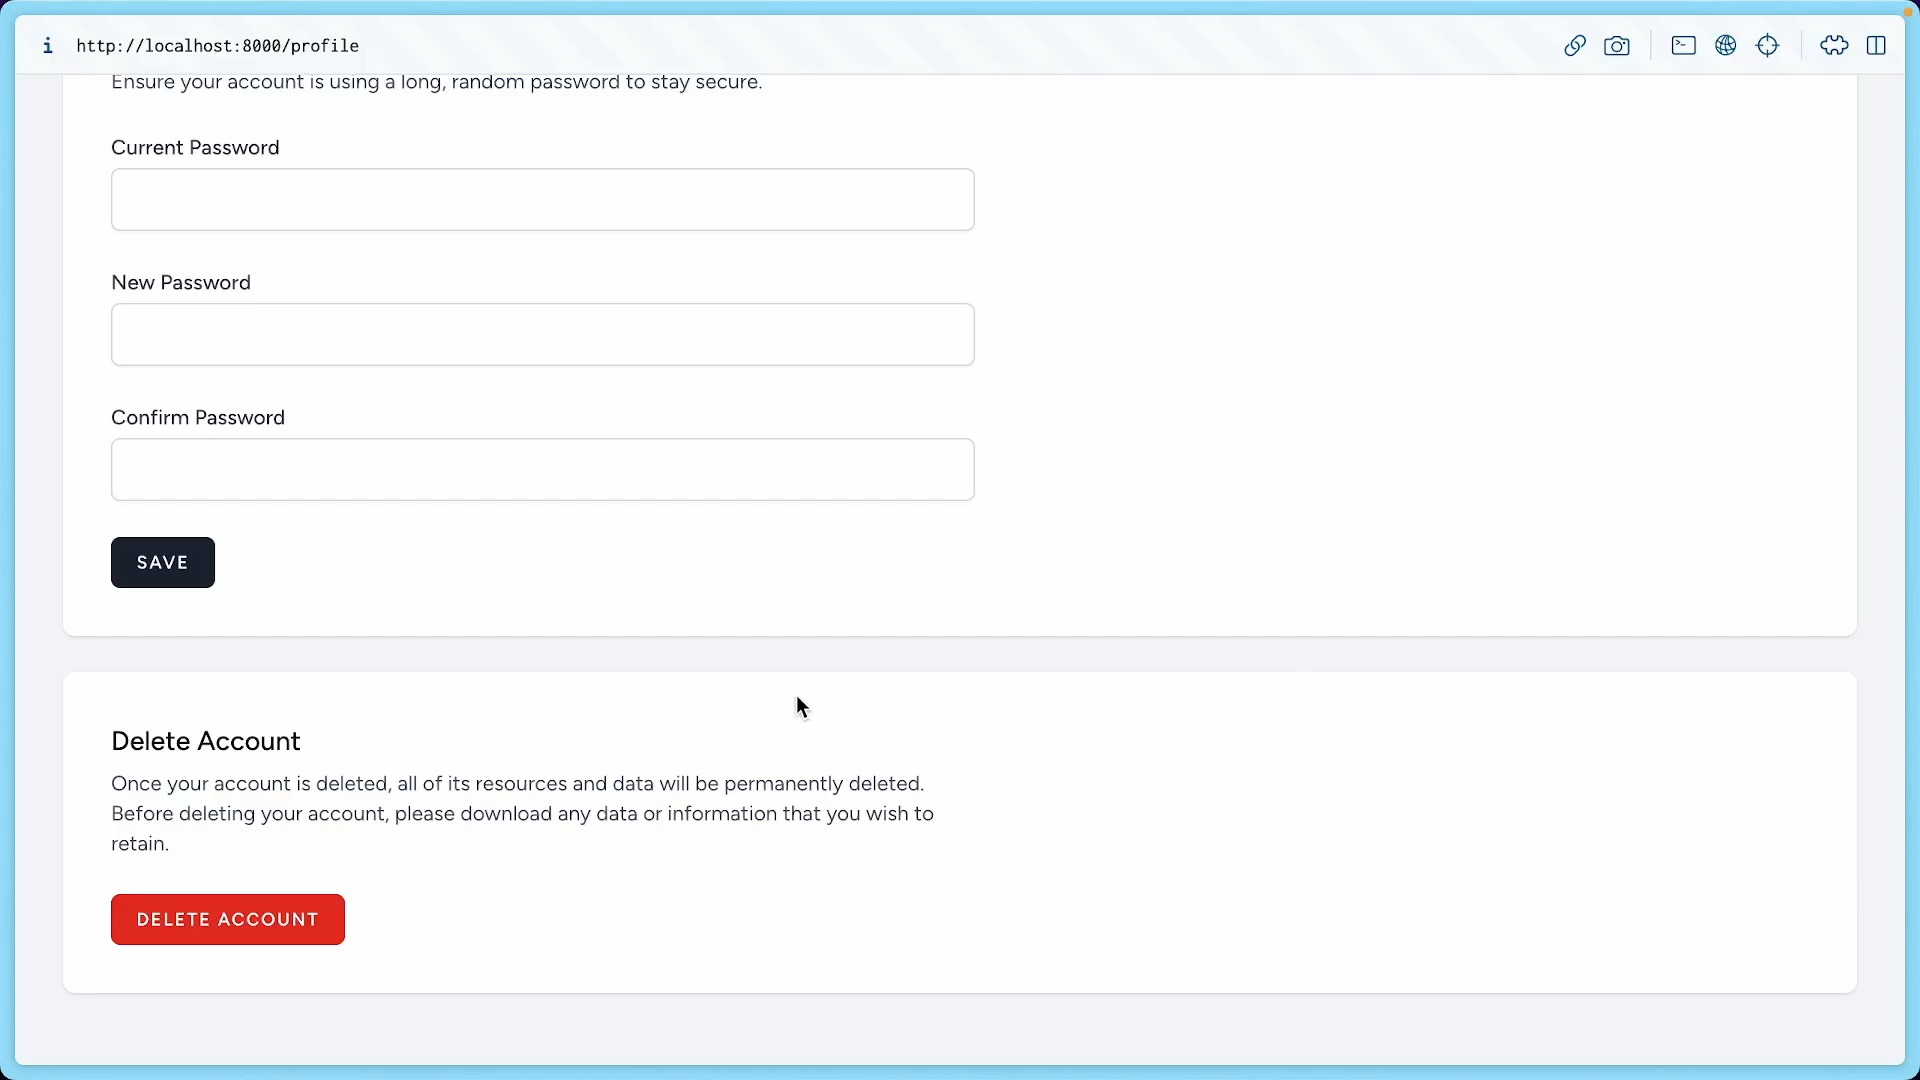 http://localhost:8000/profile
Ensure your account is using a long, random password to stay secure.
Current Password
New Password
Confirm Password
SAVE
Delete Account
Once your account is deleted, all of its resources and data will be permanently deleted.
Before deleting your account, please download any data or information that you wish to
retain.
DELETE ACCOUNT